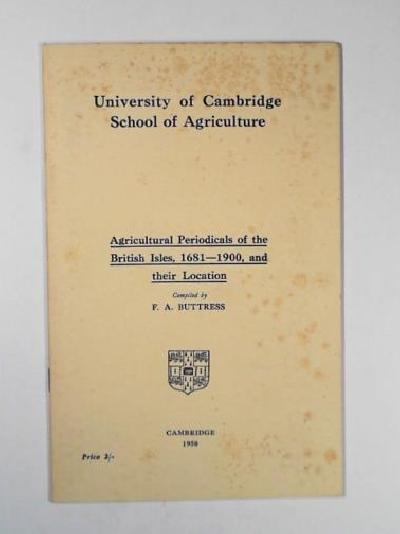 University of Cambridge
School of Agriculture
Agricultural Periodicals of the
British Isles, 1681—1900, and
their Location
Compiled by
F. A. BUTTRESS
CAMBRIDGE
1950
Price 2/-